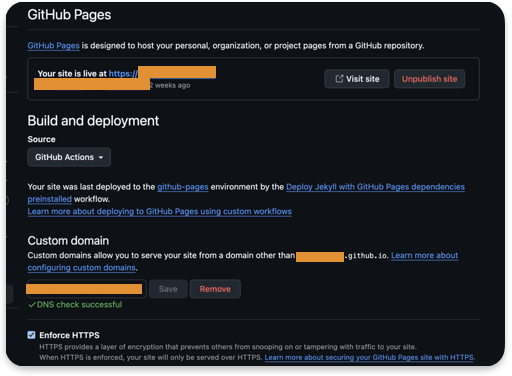 GitHub Pages
GitHub Pages is designed to host your personal, organization, or project pages from a GitHub repository.
Your site is live at https://
2 weeks ago
Visit site
Unpublish site
Build and deployment
Source
GitHub Actions
Your site was last deployed to the github-pages environment by the Deploy Jekyll with GitHub Pages dependencies
preinstalled workflow.
Learn more about deploying to GitHub Pages using custom workflows
Custom domain
Custom domains allow you to serve your site from a domain other than .github.io. Learn more about
configuring custom domains.
Save
Remove
DNS check successful
Enforce HTTPS
HTTPS provides a layer of encryption that prevents others from snooping on or tampering with traffic to your site.
When HTTPS is enforced, your site will only be served over HTTPS. Learn more about securing your GitHub Pages site with HTTPS.